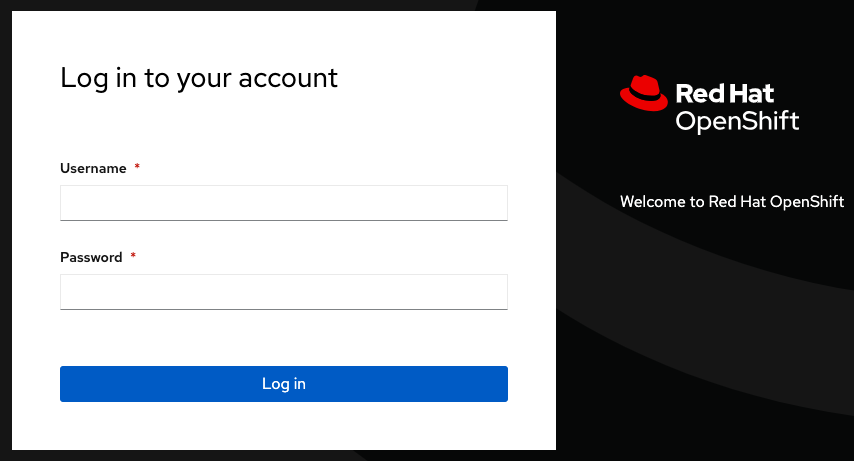 Log in to your account
Username *
Password *
Log in
Red Hat
OpenShift
Welcome to Red Hat OpenShift